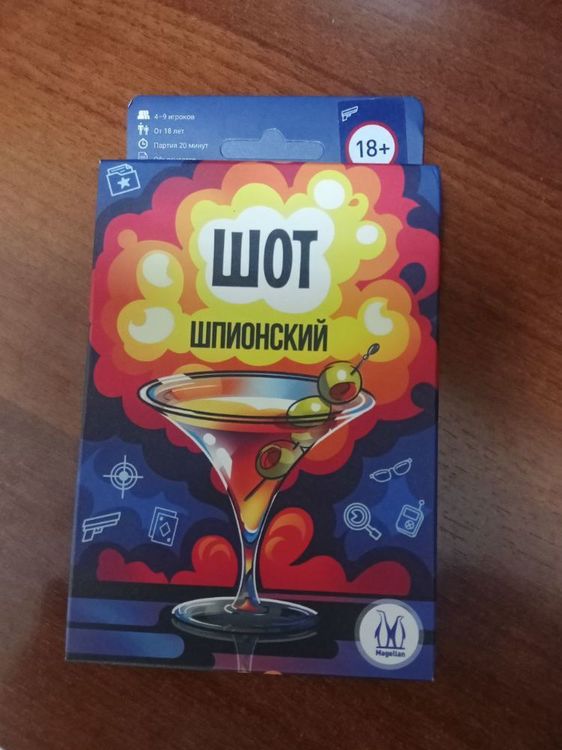 4–9 игроков
От 18 лет
Партия 20 минут
18+
ШОТ
ШПИОНСКИЙ
Magellan